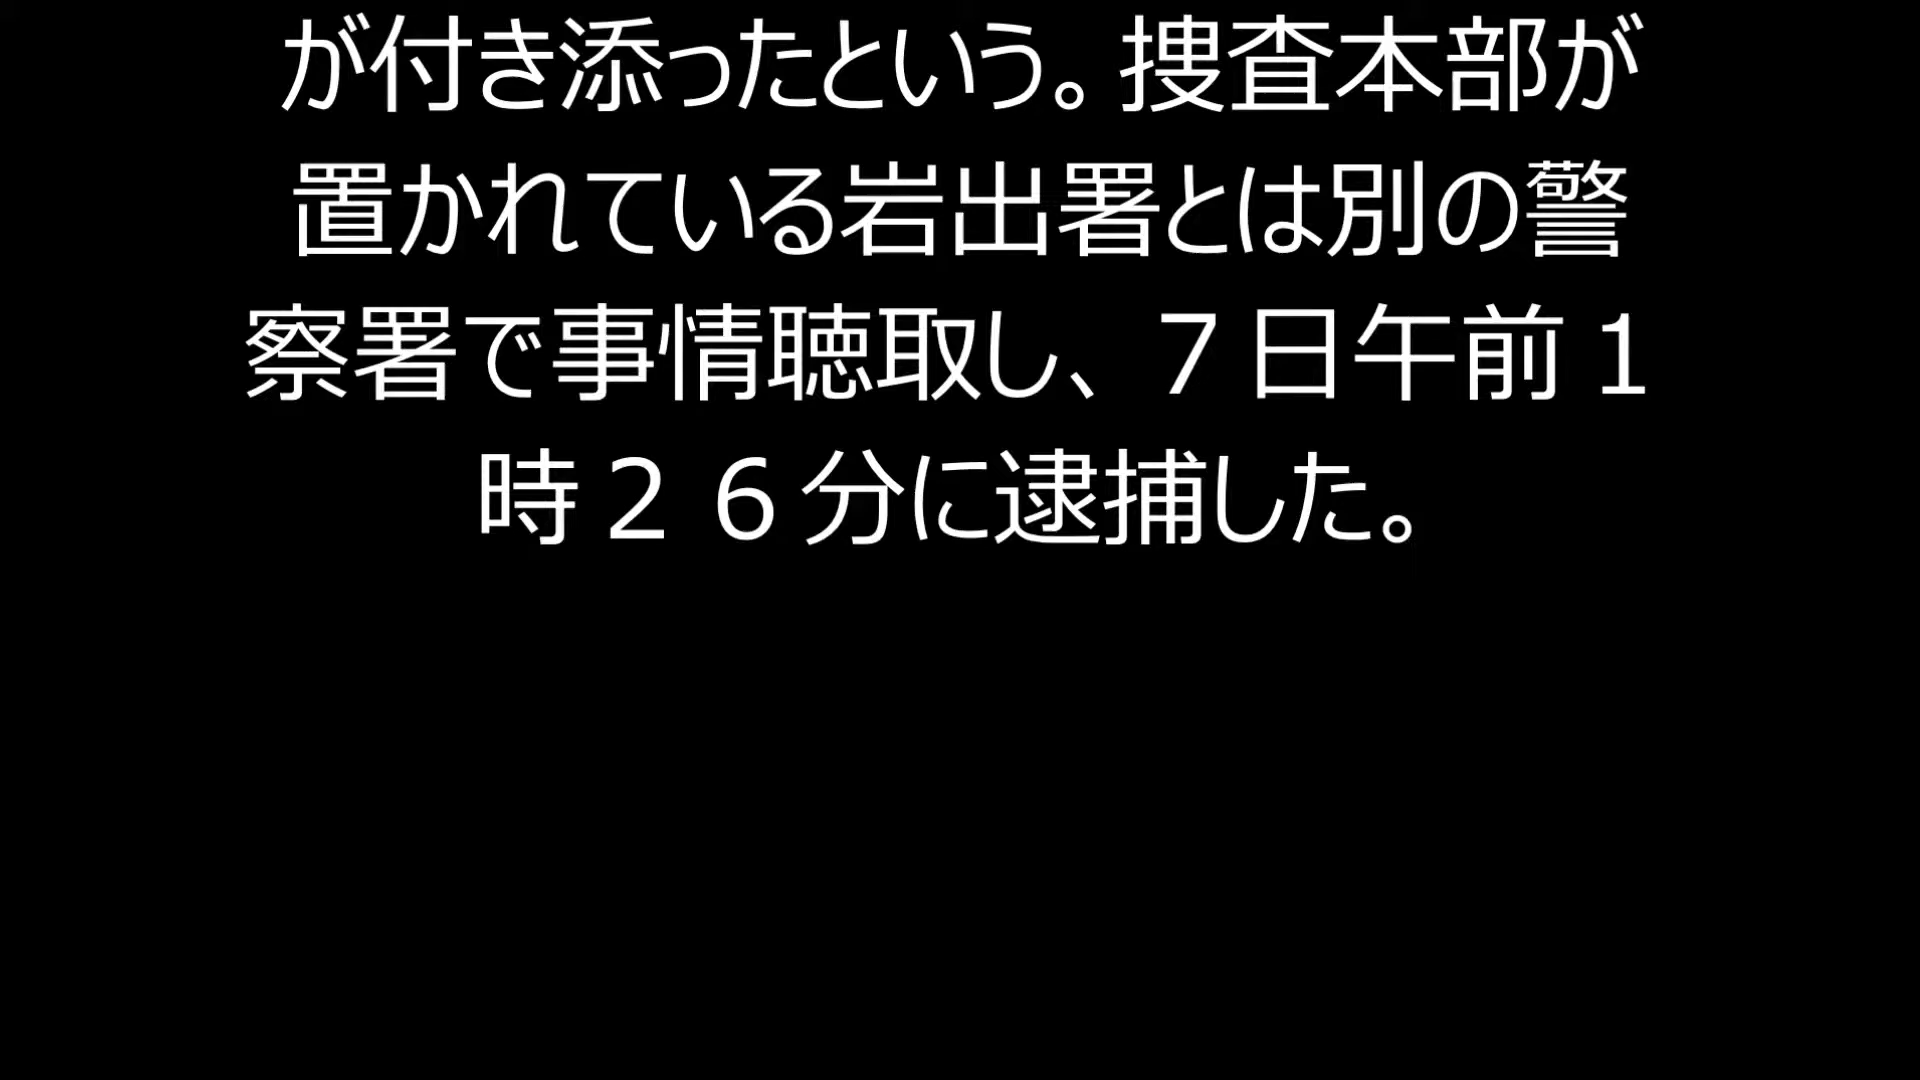 が付き添ったという。捜査本部が
置かれている岩出署とは別の警
察署で事情聴取し、７日午前１
時２６分に逮捕した。